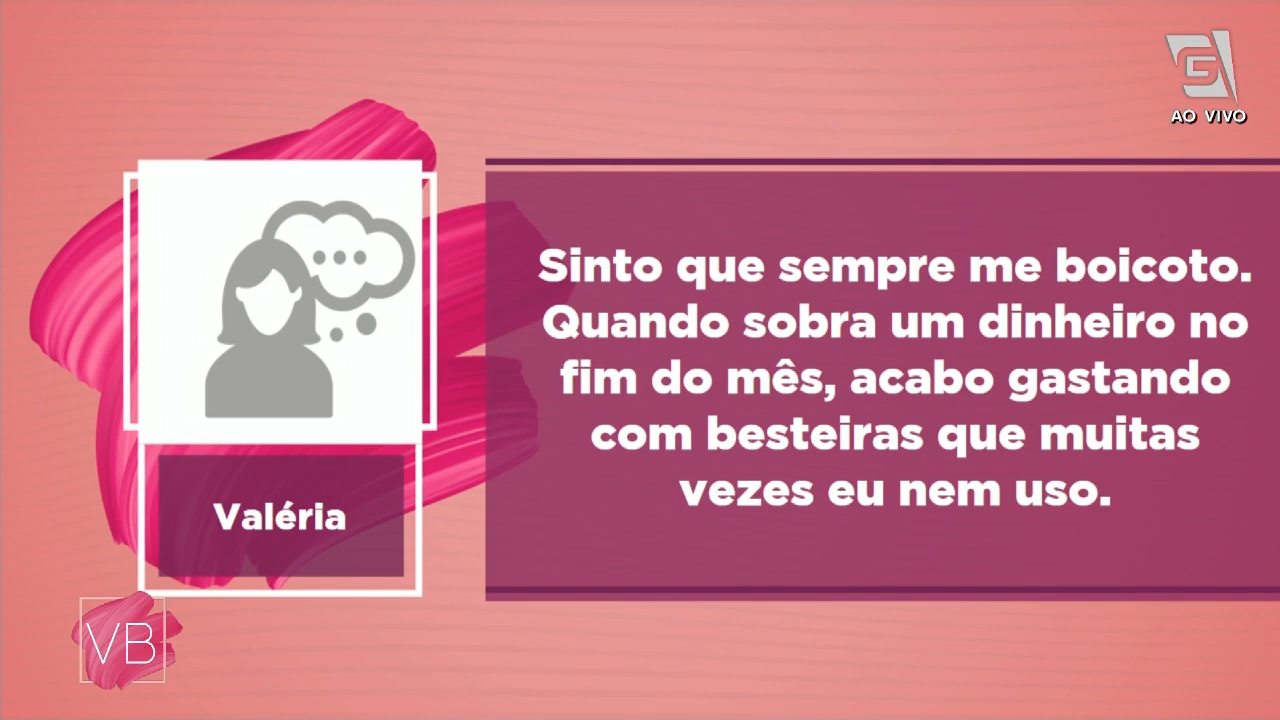 AO VIVO
Sinto que sempre me boicoto.
Quando sobra um dinheiro no
fim do mês, acabo gastando
com besteiras que muitas
vezes eu nem uso.
Valéria
VB